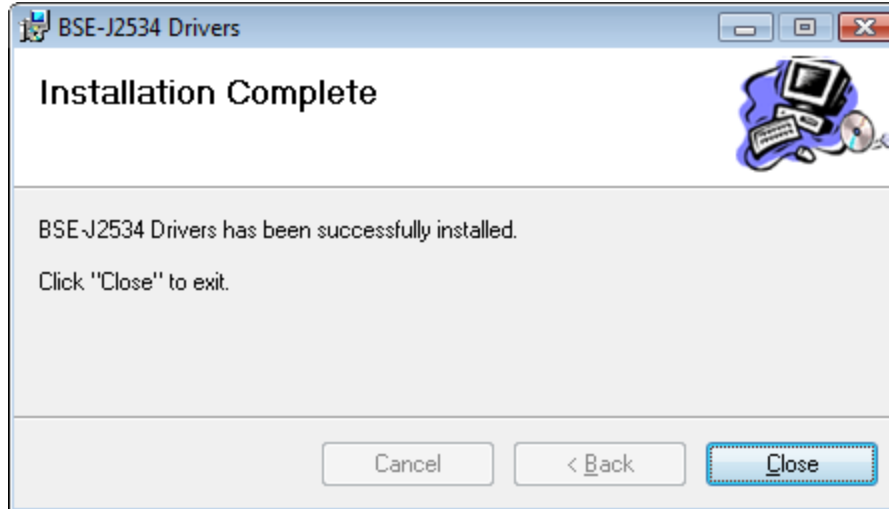 BSE-J2534 Drivers
Installation Complete
BSE-J2534 Drivers has been successfully installed.
Click "Close" to exit.
Cancel
< Back
Close